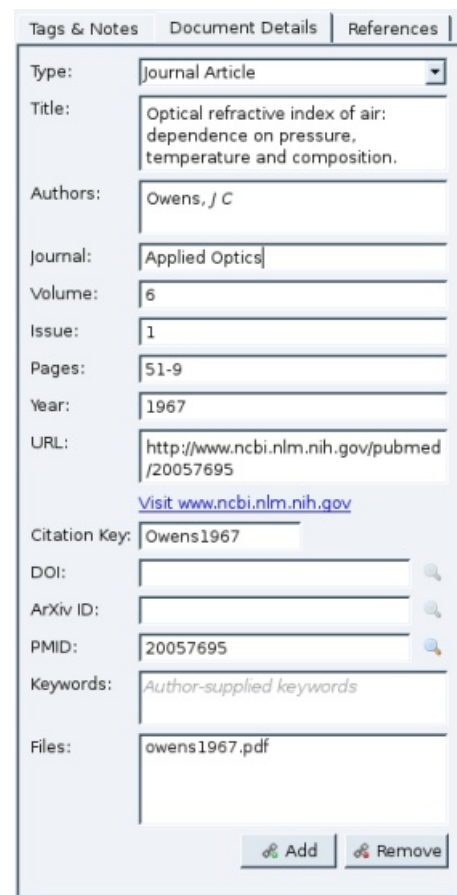 Tags & Notes Document Details References
Type: Journal Article
Title: Optical refractive index of air:
dependence on pressure,
temperature and composition.
Authors: Owens, J C
Journal: Applied Optics
Volume: 6
Issue: 1
Pages: 51-9
Year: 1967
URL: http://www.ncbi.nlm.nih.gov/pubmed
/20057695
Visit www.ncbi.nlm.nih.gov
Citation Key: Owens1967
DOI:
ArXiv ID:
PMID: 20057695
Keywords: Author-supplied keywords
Files: owens1967.pdf
Add Remove